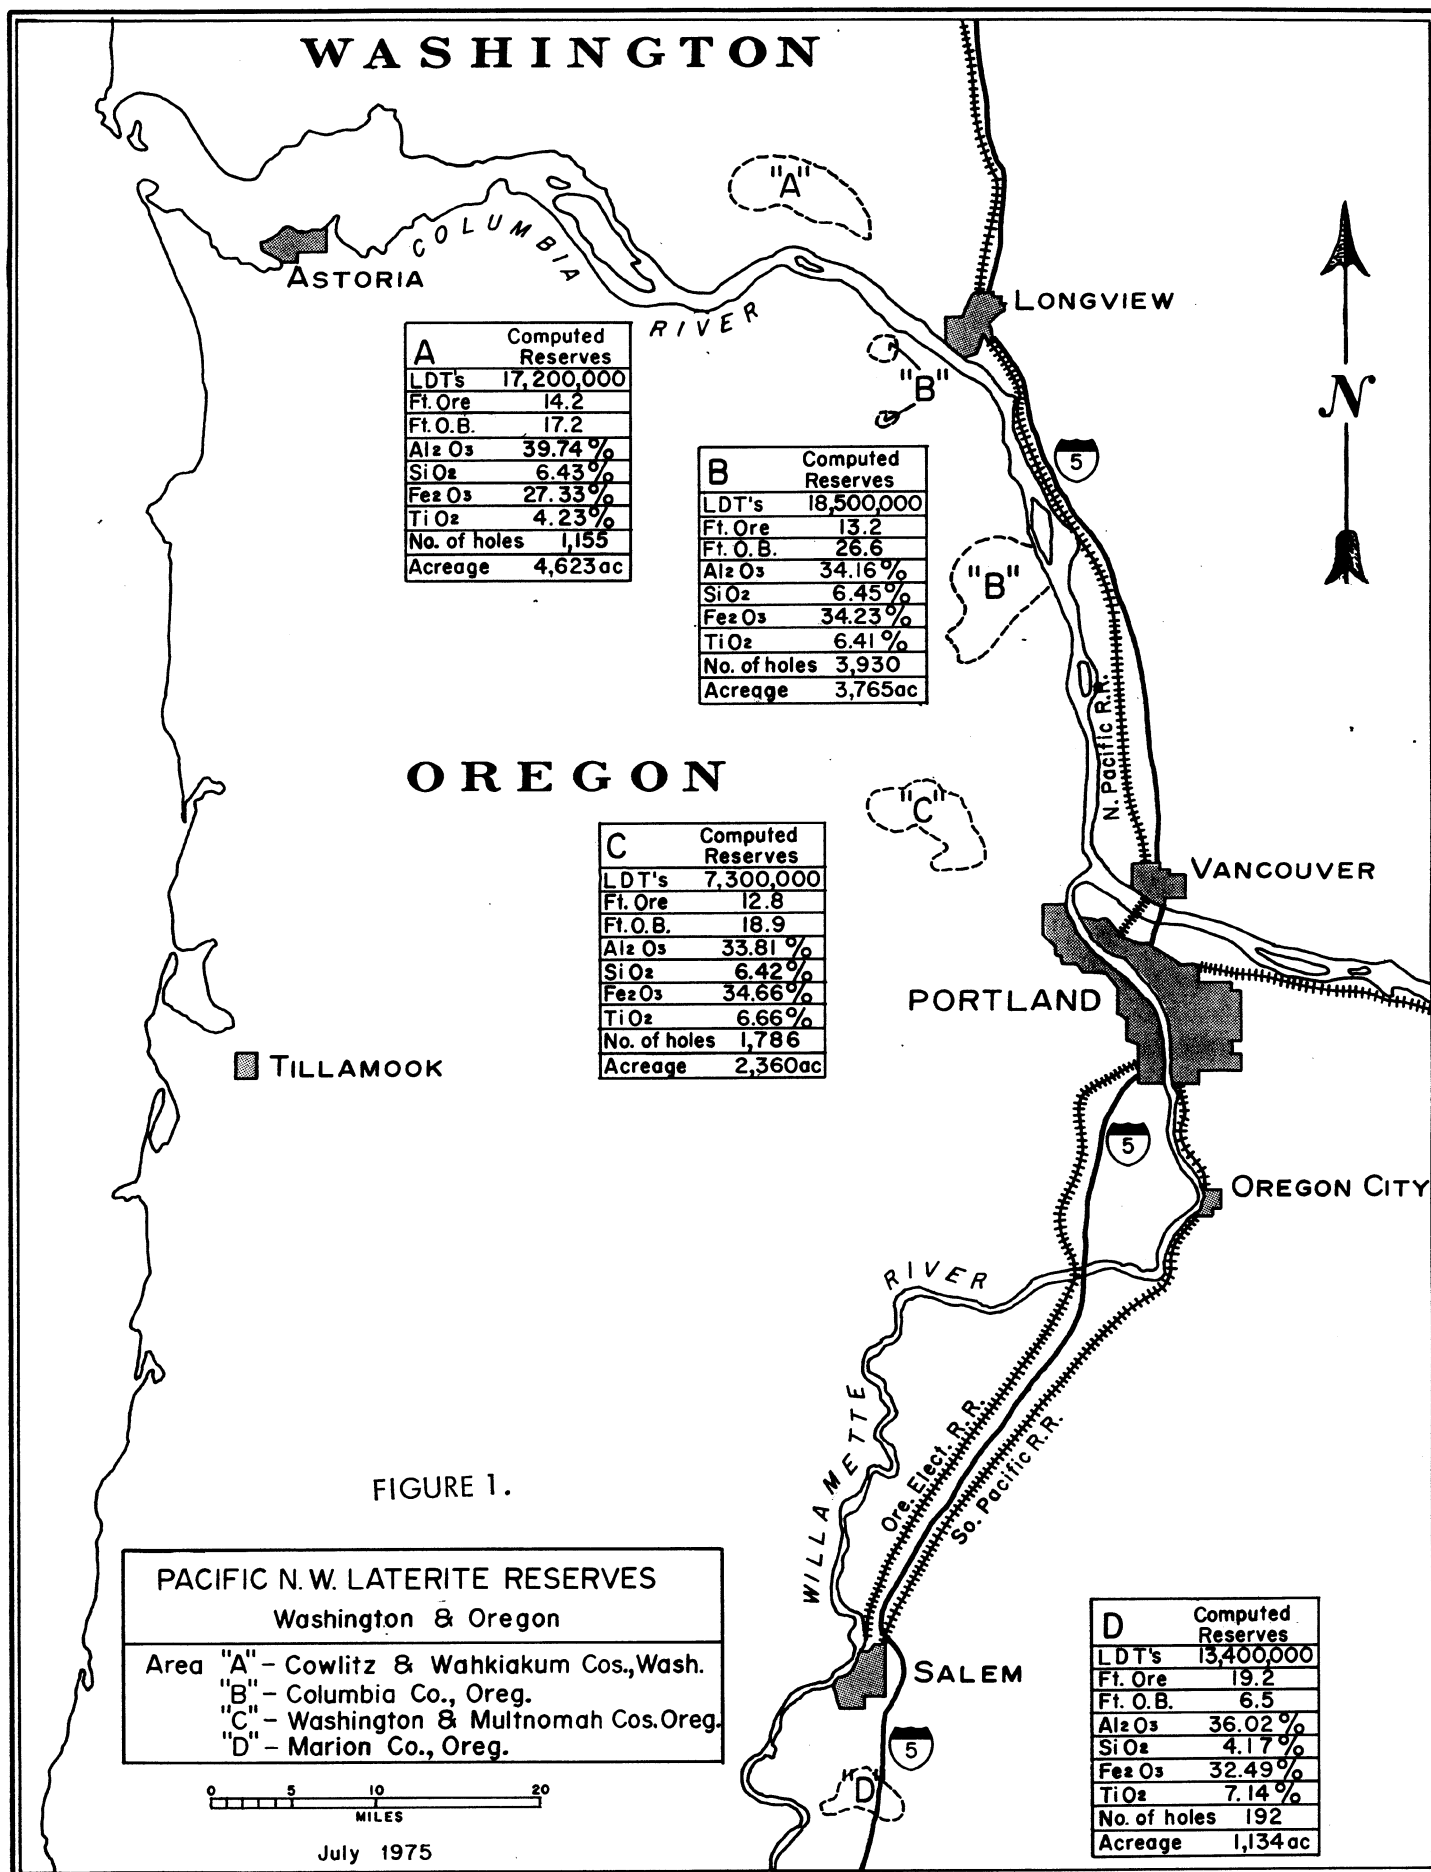 WASHINGTON
"A"
COLUMBIA
ASTORIA
LONGVIEW
RIVER
A Computed Reserves
LDT's 17,200,000
Ft. Ore 14.2
Ft. O.B. 17.2
Al2 O3 39.74%
Si O2 6.43%
Fe2 O3 27.33%
Ti O2 4.23%
No. of holes 1,155
Acreage 4,623 ac
"B"
N
5
B Computed Reserves
LDT's 18,500,000
Ft. Ore 13.2
Ft. O.B. 26.6
Al2 O3 34.16%
Si O2 6.45%
Fe2 O3 34.23%
Ti O2 6.41%
No. of holes 3,930
Acreage 3,765ac
"B"
N. Pacific R.R.
OREGON
"C"
C Computed Reserves
LDT's 7,300,000
Ft. Ore 12.8
Ft. O.B. 18.9
Al2 O3 33.81%
Si O2 6.42%
Fe2 O3 34.66%
Ti O2 6.66%
No. of holes 1,786
Acreage 2,360ac
VANCOUVER
PORTLAND
TILLAMOOK
5
OREGON CITY
RIVER
WILLAMETTE
Ore. Elect. R.R.
So. Pacific R.R.
FIGURE 1.
PACIFIC N.W. LATERITE RESERVES
Washington & Oregon
Area "A" – Cowlitz & Wahkiakum Cos., Wash.
"B" – Columbia Co., Oreg.
"C" – Washington & Multnomah Cos. Oreg.
"D" – Marion Co., Oreg.
0 5 10 20
MILES
July 1975
SALEM
5
"D"
D Computed Reserves
LDT's 13,400,000
Ft. Ore 19.2
Ft. O.B. 6.5
Al2 O3 36.02%
Si O2 4.17%
Fe2 O3 32.49%
Ti O2 7.14%
No. of holes 192
Acreage 1,134 ac